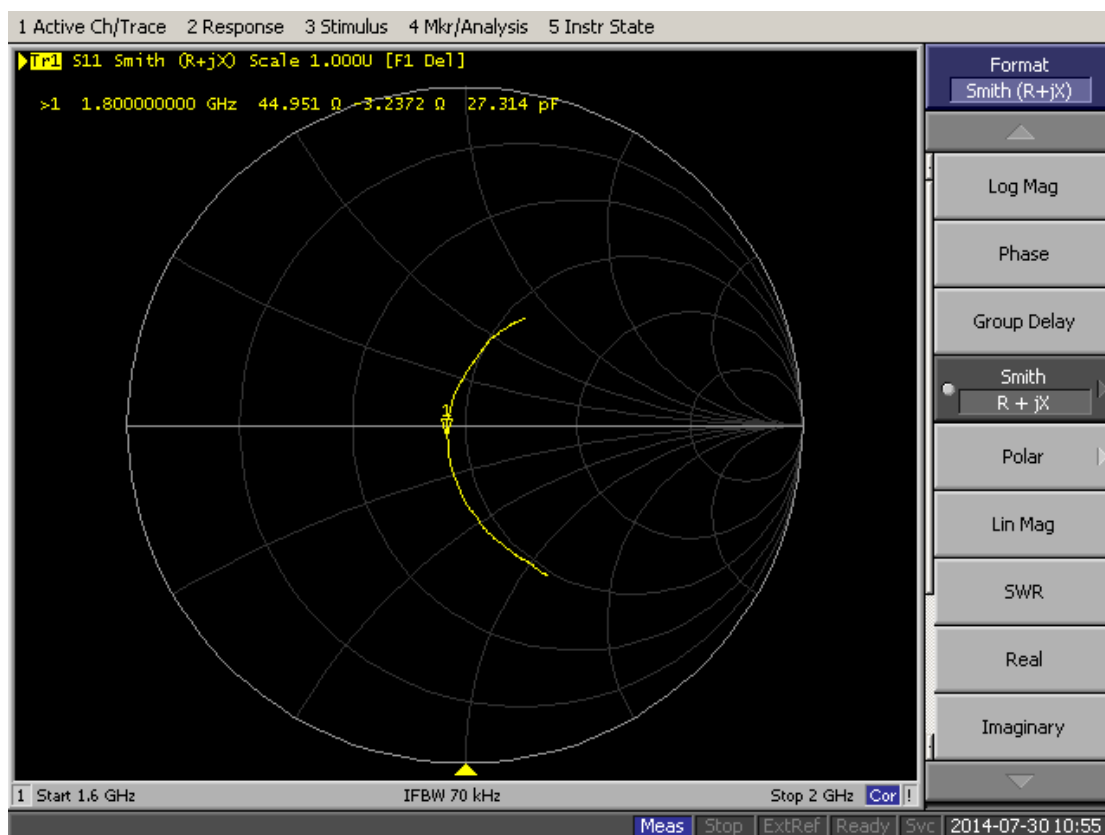 1 Active Ch/Trace 2 Response 3 Stimulus 4 Mkr/Analysis 5 Instr State
Tr1 S11 Smith (R+jX) Scale 1.000U [F1 Del]
>1 1.800000000 GHz 44.951 Ω -3.2372 Ω 27.314 pF
1
Format
Smith (R+jX)
Log Mag
Phase
Group Delay
Smith
R + jX
Polar
Lin Mag
SWR
Real
Imaginary
1 Start 1.6 GHz IFBW 70 kHz Stop 2 GHz Cor !
Meas Stop ExtRef Ready Svc 2014-07-30 10:55